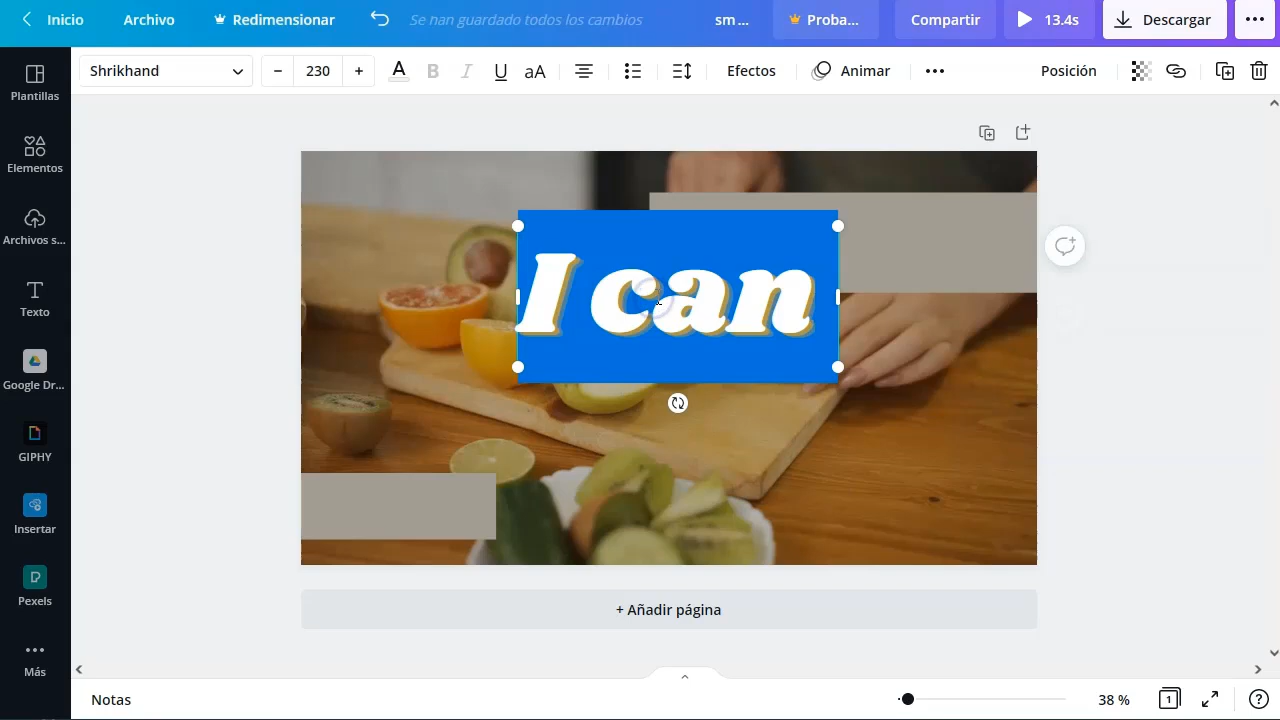 Inicio Archivo Redimensionar Se han guardado todos los cambios sm... Proba... Compartir 13.4s Descargar
Shrikhand − 230 + A B I U aA Efectos Animar Posición
Plantillas
Elementos
Archivos s...
Texto
Google Dr...
GIPHY
Insertar
Pexels
Más
I can
+ Añadir página
Notas 38 % 1 ?